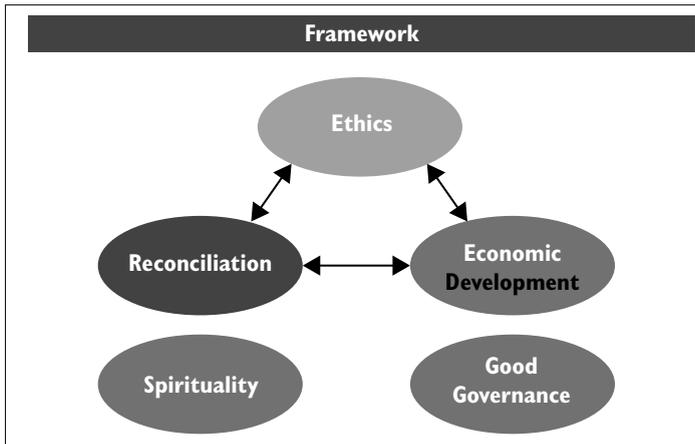 Framework
Ethics
Reconciliation
Economic
Development
Spirituality
Good
Governance